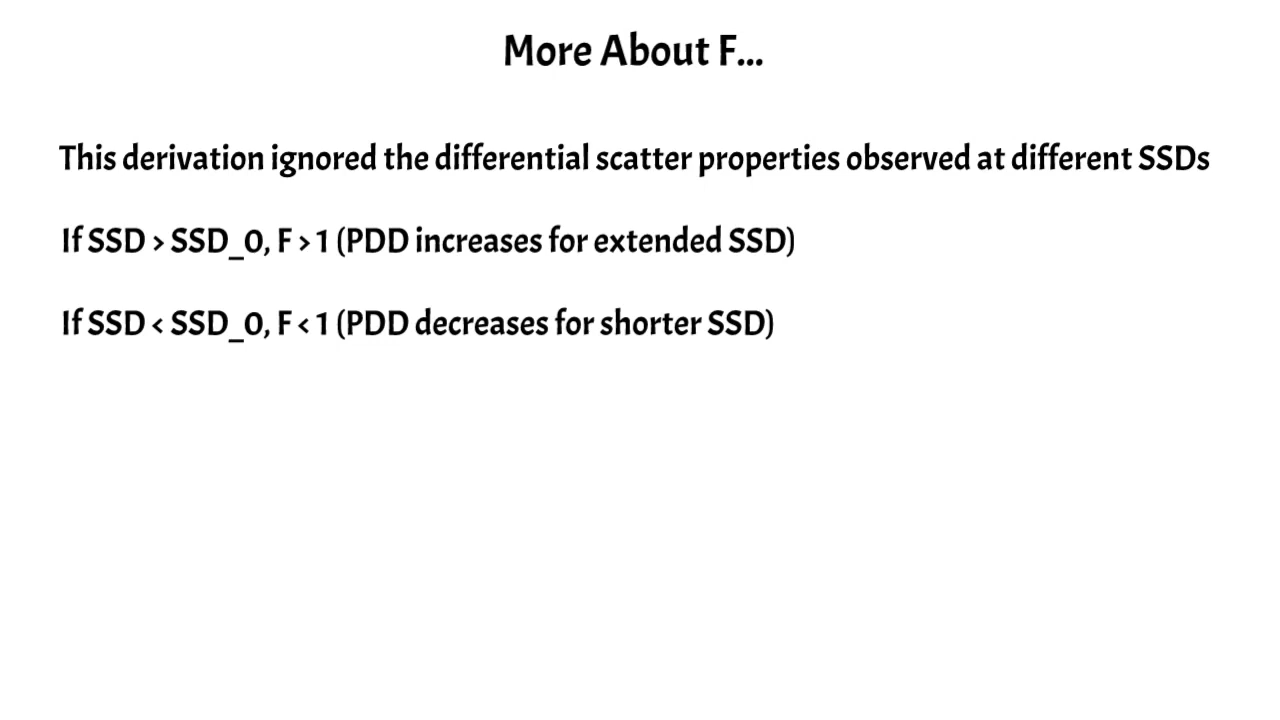 More About F...
This derivation ignored the differential scatter properties observed at different SSDs
If SSD > SSD_0, F > 1 (PDD increases for extended SSD)
If SSD < SSD_0, F < 1 (PDD decreases for shorter SSD)